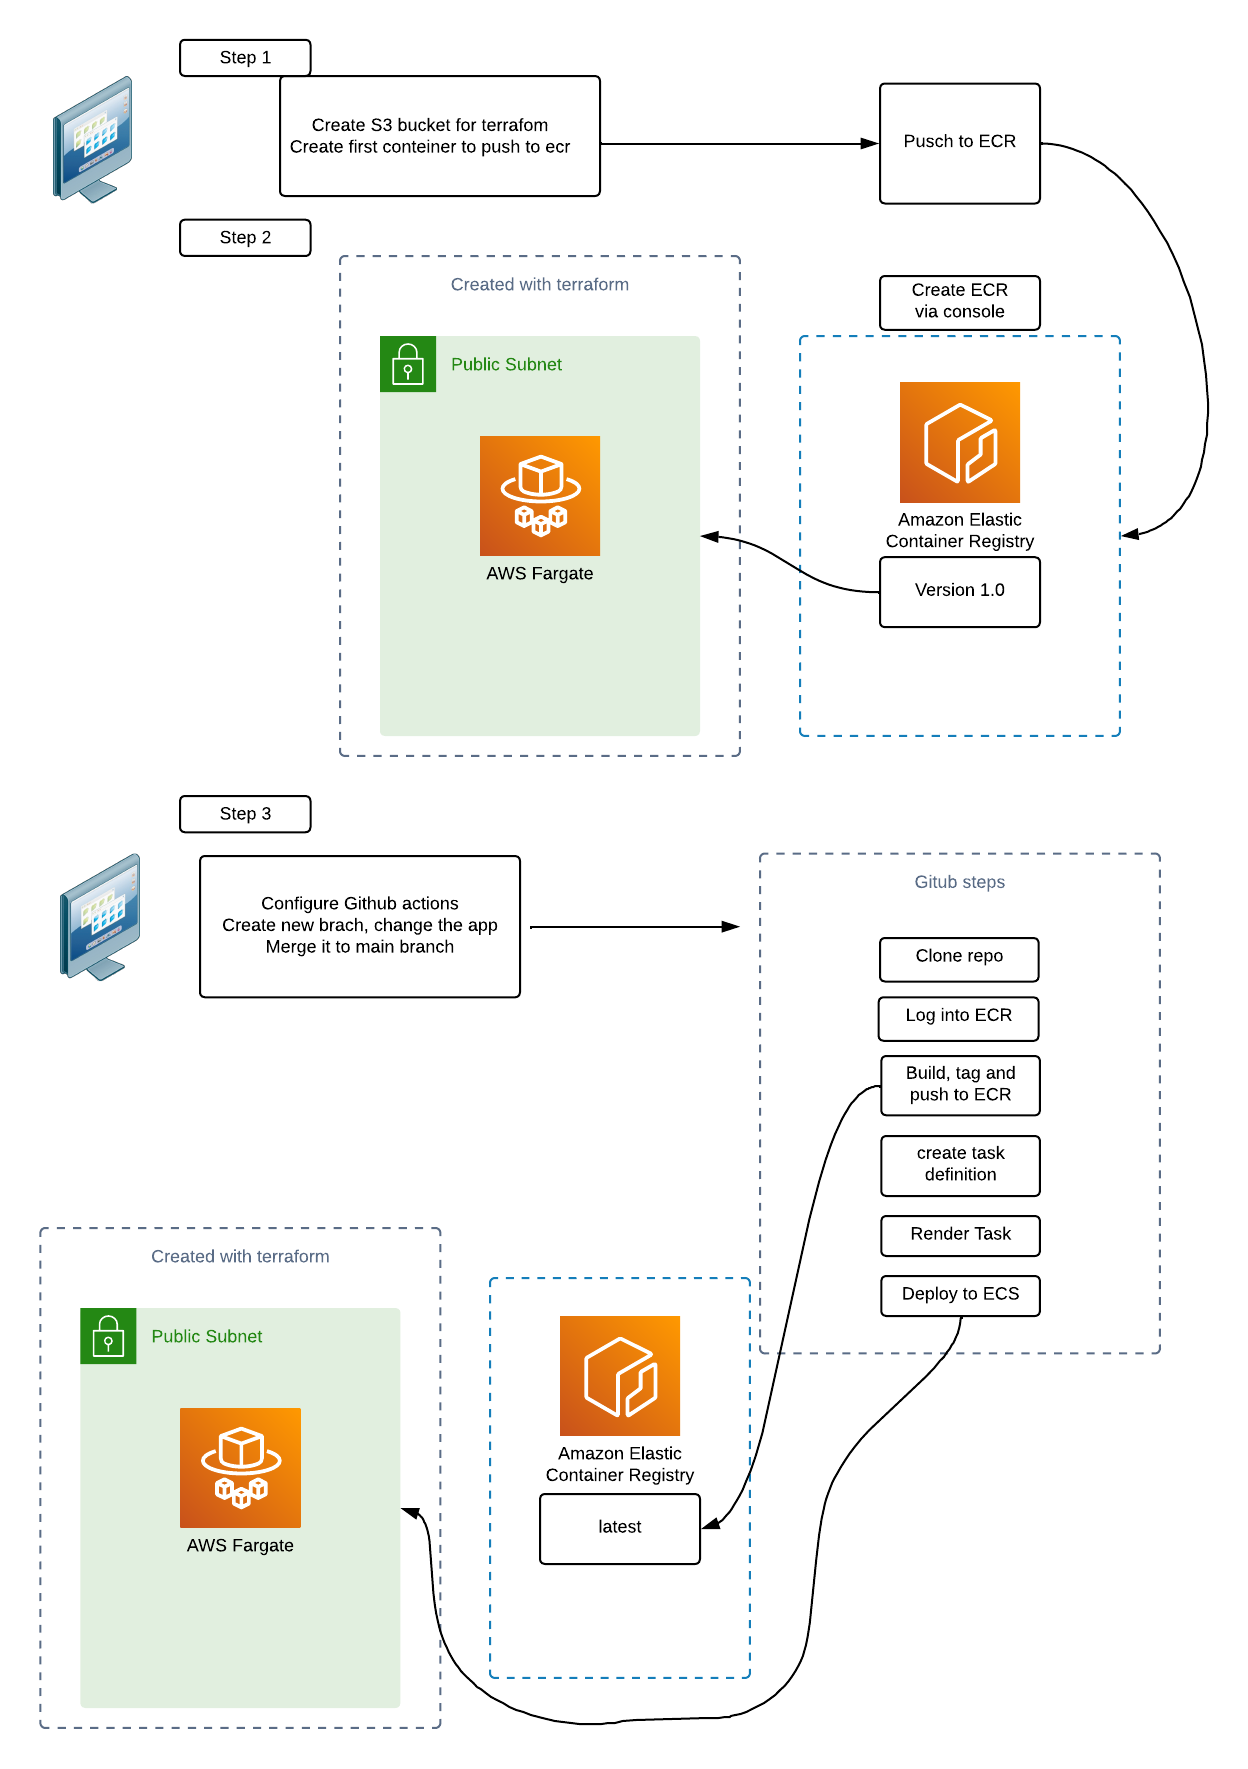 Step 1
Create S3 bucket for terrafom
Create first conteiner to push to ecr
Pusch to ECR
Step 2
Created with terraform
Public Subnet
AWS Fargate
Create ECR
via console
Amazon Elastic
Container Registry
Version 1.0
Step 3
Configure Github actions
Create new brach, change the app
Merge it to main branch
Gitub steps
Clone repo
Log into ECR
Build, tag and
push to ECR
create task
definition
Render Task
Deploy to ECS
Created with terraform
Public Subnet
AWS Fargate
Amazon Elastic
Container Registry
latest